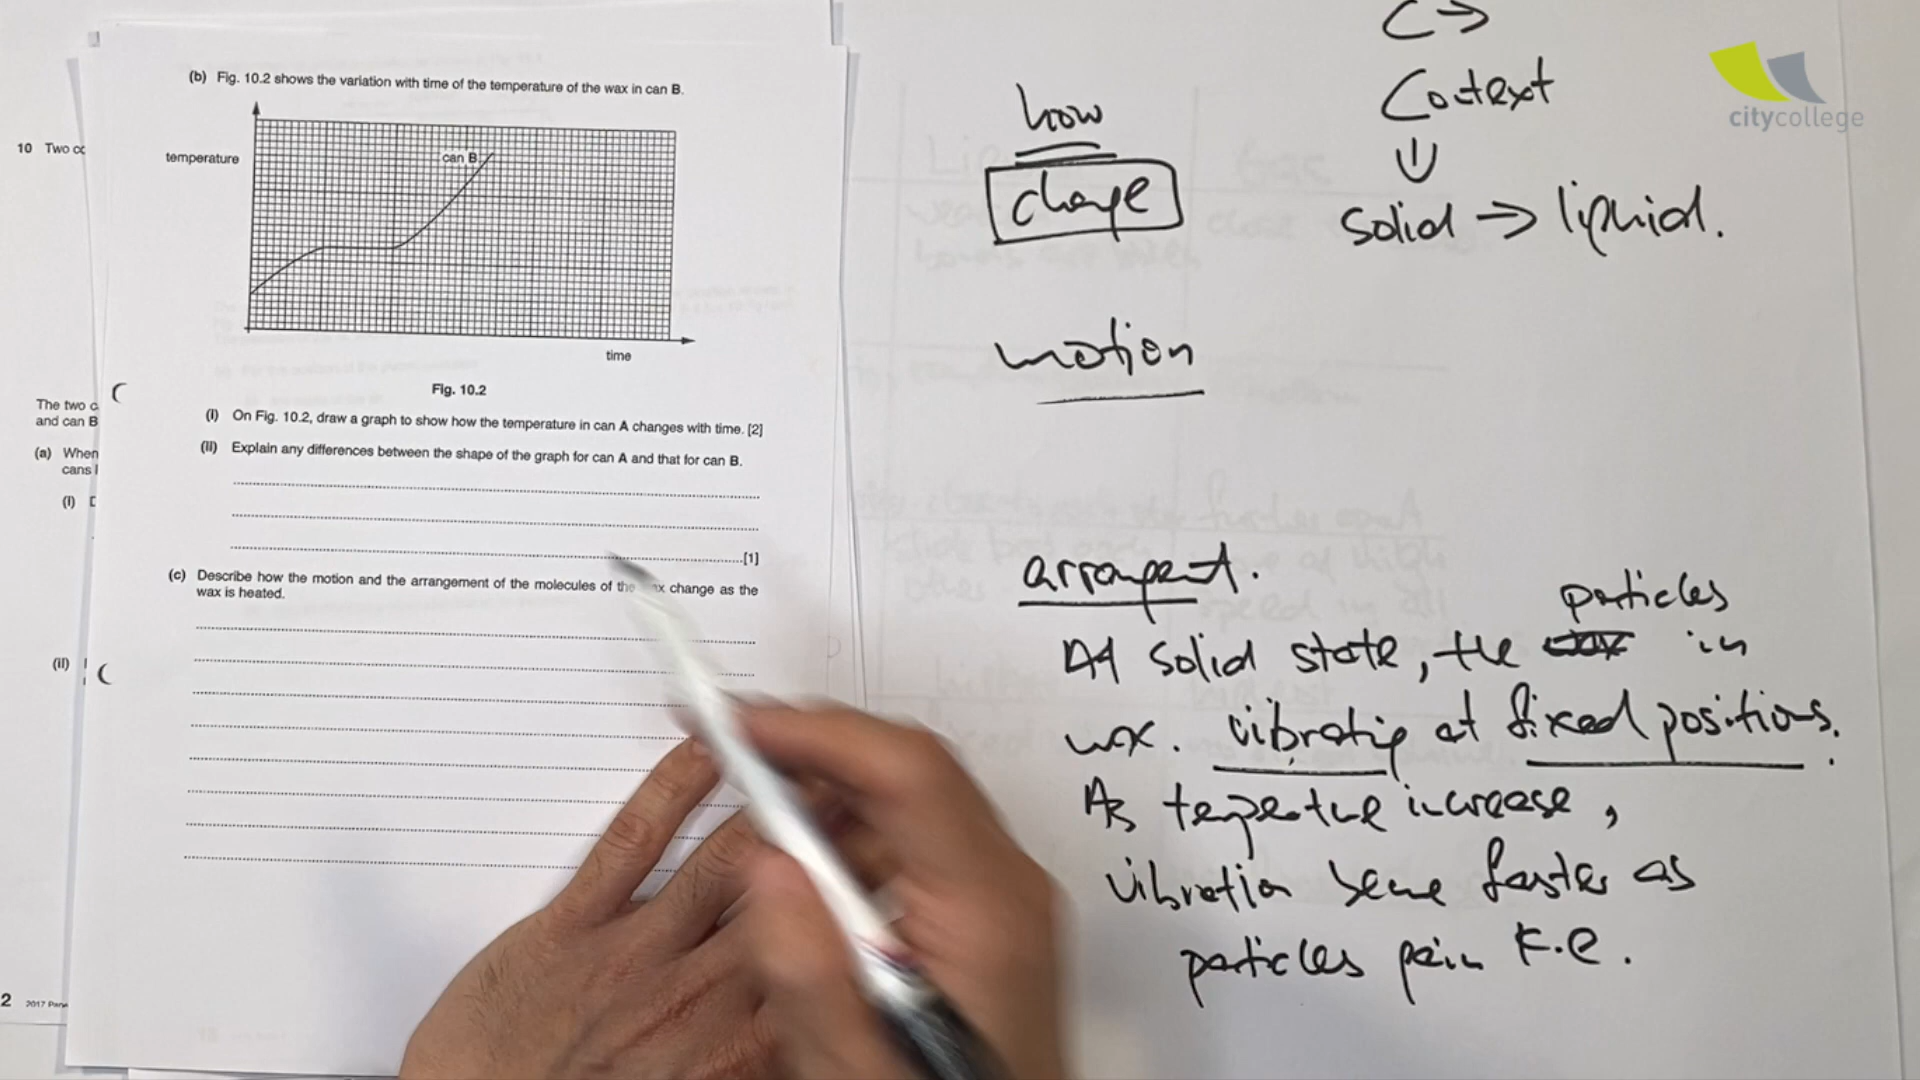 (b) Fig. 10.2 shows the variation with time of the temperature of the wax in can B.
10 Two
temperature
can B
time
Fig. 10.2
The two
and can B
(i) On Fig. 10.2, draw a graph to show how the temperature in can A changes with time. [2]
(ii) Explain any differences between the shape of the graph for can A and that for can B.
(a) When
cans
(i)
[1]
(c) Describe how the motion and the arrangement of the molecules of the change as the
wax is heated.
(ii)
2 2017
C →
Context
citycollege
how
change
solid → liquid.
motion
particles
solid state, the in
wax. vibrating at fixed positions.
As increase,
vibration faster as
particles gain K.e.